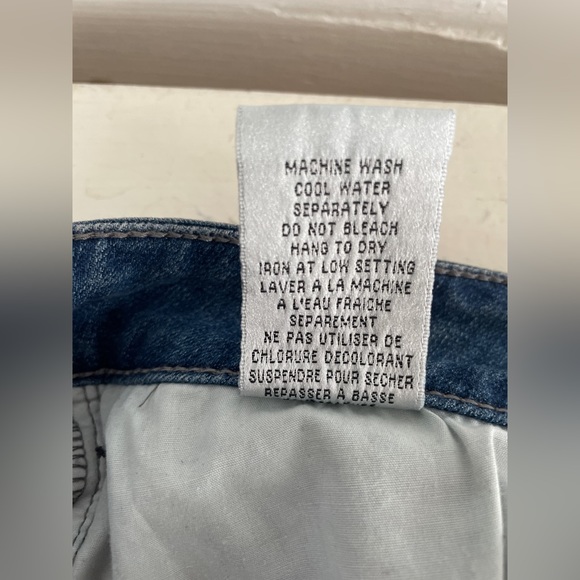 MACHINE WASH
COOL WATER
SEPARATELY
DO NOT BLEACH
HANG TO DRY
IRON AT LOW SETTING
LAVER A LA MACHINE
A L'EAU FRAICHE
SEPAREMENT
NE PAS UTILISER DE
CHLORURE DECOLORANT
SUSPENDRE POUR SECHER
REPASSER A BASSE